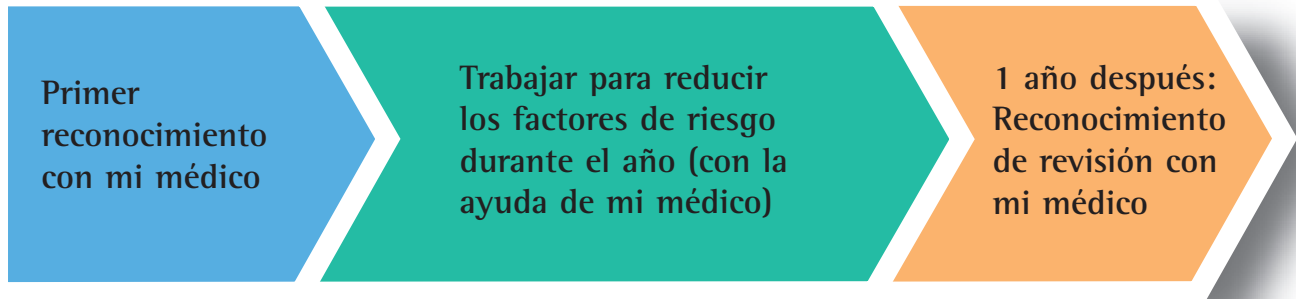 Primer
reconocimiento
con mi médico
Trabajar para reducir
los factores de riesgo
durante el año (con la
ayuda de mi médico)
1 año después:
Reconocimiento
de revisión con
mi médico